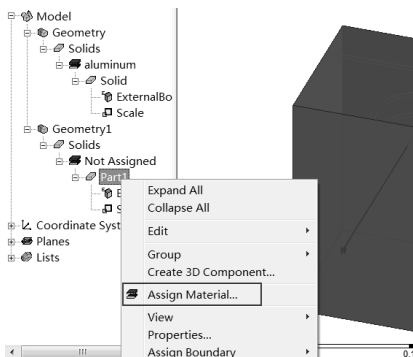 Model
Geometry
Solids
aluminum
Solid
ExternalBo
Scale
Geometry1
Solids
Not Assigned
Part1
E
S
Coordinate Syst
Planes
Lists
Expand All
Collapse All
Edit
Group
Create 3D Component...
Assign Material...
View
Properties...
Assign Boundary
0.